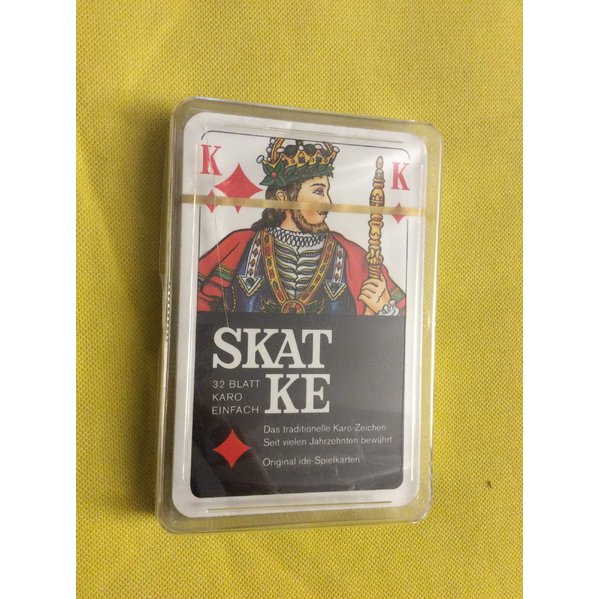 K
K
SKAT
32 BLATT
KARO
EINFACH
KE
Das traditionelle Karo-Zeichen
Seit vielen Jahrzehnten bewährt
Original ide-Spielkarten